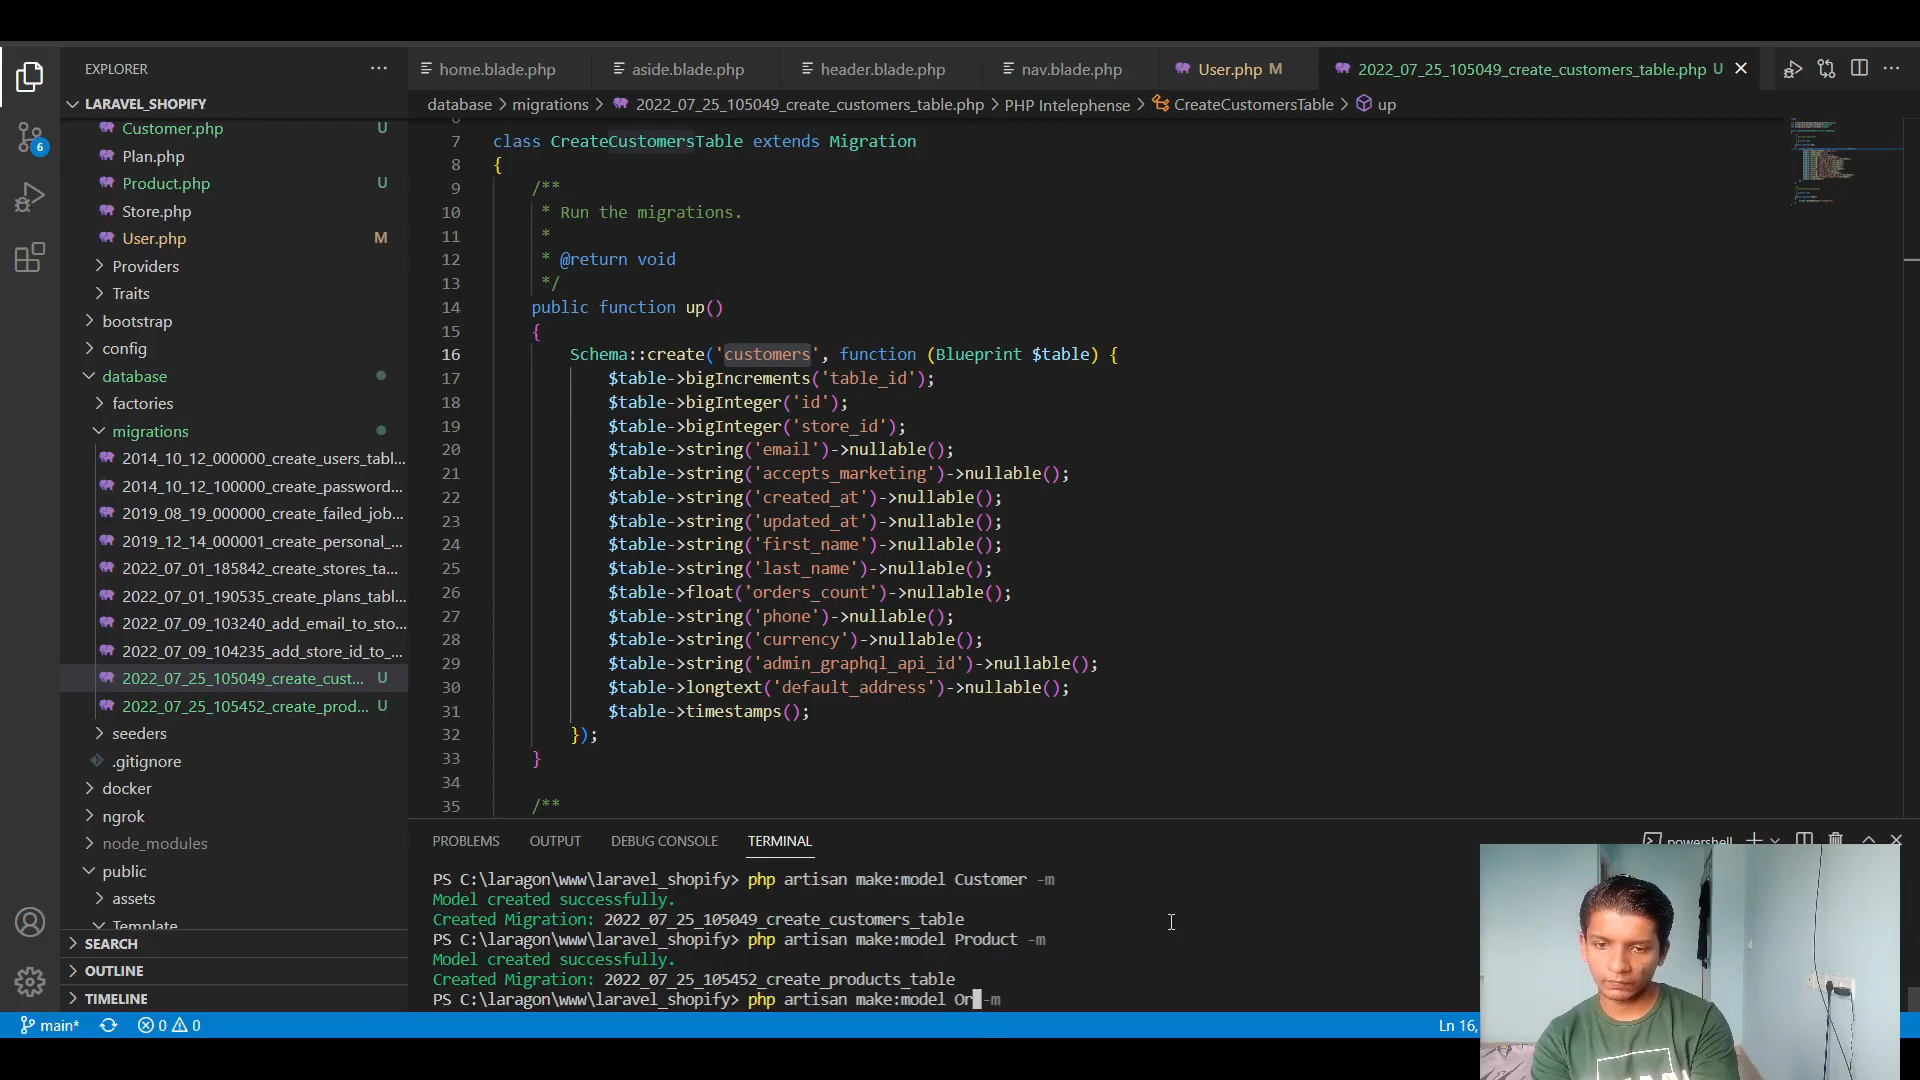 EXPLORER
LARAVEL_SHOPIFY
Customer.php U
Plan.php
Product.php U
Store.php
User.php M
Providers
Traits
bootstrap
config
database
factories
migrations
2014_10_12_000000_create_users_tabl...
2014_10_12_100000_create_password...
2019_08_19_000000_create_failed_job...
2019_12_14_000001_create_personal_...
2022_07_01_185842_create_stores_ta...
2022_07_01_190535_create_plans_tabl...
2022_07_09_103240_add_email_to_sto...
2022_07_09_104235_add_store_id_to_...
2022_07_25_105049_create_cust... U
2022_07_25_105452_create_prod... U
seeders
.gitignore
docker
ngrok
node_modules
public
assets
Template
SEARCH
OUTLINE
TIMELINE
6
home.blade.php
aside.blade.php
header.blade.php
nav.blade.php
User.php M
2022_07_25_105049_create_customers_table.php U
database > migrations > 2022_07_25_105049_create_customers_table.php > PHP Intelephense > CreateCustomersTable > up
7 class CreateCustomersTable extends Migration
8 {
9 /**
10 * Run the migrations.
11 *
12 * @return void
13 */
14 public function up()
15 {
16 Schema::create('customers', function (Blueprint $table) {
17 $table->bigIncrements('table_id');
18 $table->bigInteger('id');
19 $table->bigInteger('store_id');
20 $table->string('email')->nullable();
21 $table->string('accepts_marketing')->nullable();
22 $table->string('created_at')->nullable();
23 $table->string('updated_at')->nullable();
24 $table->string('first_name')->nullable();
25 $table->string('last_name')->nullable();
26 $table->float('orders_count')->nullable();
27 $table->string('phone')->nullable();
28 $table->string('currency')->nullable();
29 $table->string('admin_graphql_api_id')->nullable();
30 $table->longtext('default_address')->nullable();
31 $table->timestamps();
32 });
33 }
34
35 /**
PROBLEMS OUTPUT DEBUG CONSOLE TERMINAL
powershell
PS C:\laragon\www\laravel_shopify> php artisan make:model Customer -m
Model created successfully.
Created Migration: 2022_07_25_105049_create_customers_table
PS C:\laragon\www\laravel_shopify> php artisan make:model Product -m
Model created successfully.
Created Migration: 2022_07_25_105452_create_products_table
PS C:\laragon\www\laravel_shopify> php artisan make:model Or -m
main* 0 0
Ln 16,